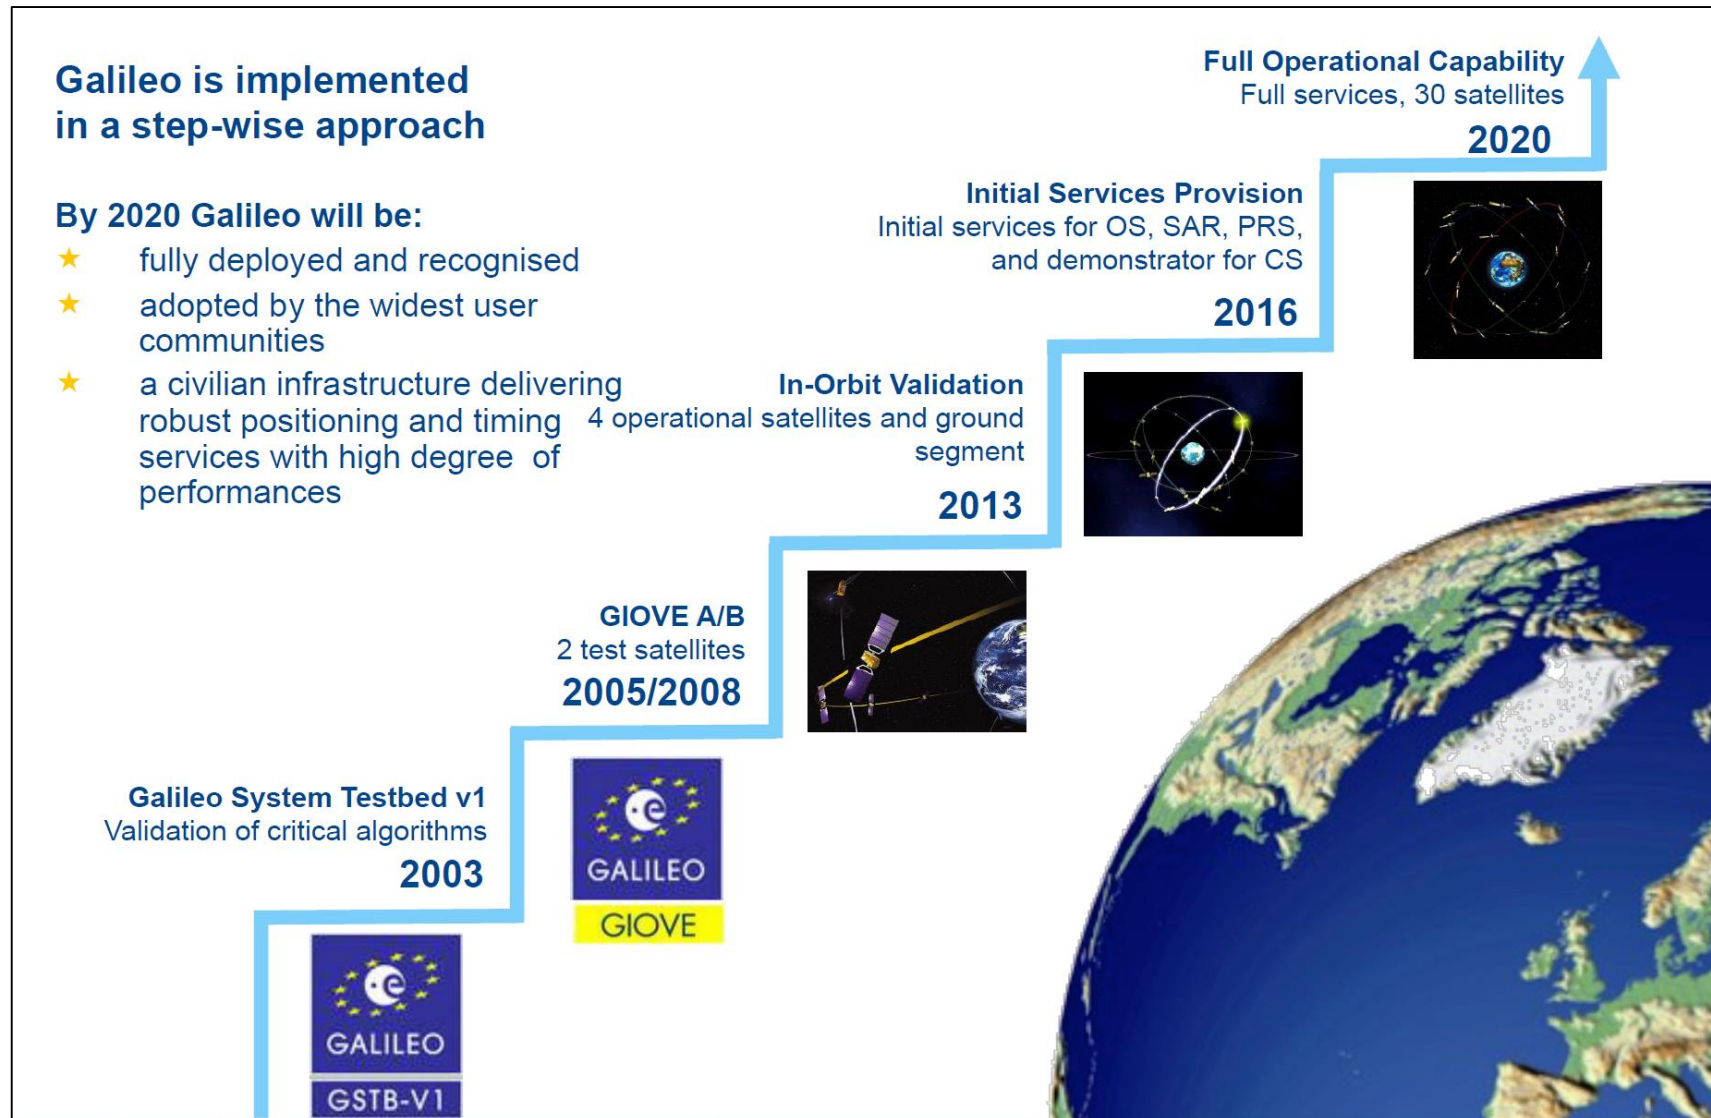 Galileo is implemented
in a step-wise approach
By 2020 Galileo will be:
fully deployed and recognised
adopted by the widest user
communities
a civilian infrastructure delivering
robust positioning and timing
services with high degree of
performances
Full Operational Capability
Full services, 30 satellites
2020
Initial Services Provision
Initial services for OS, SAR, PRS,
and demonstrator for CS
2016
In-Orbit Validation
4 operational satellites and ground
segment
2013
GIOVE A/B
2 test satellites
2005/2008
Galileo System Testbed v1
Validation of critical algorithms
2003
e
GALILEO
GIOVE
e
GALILEO
GSTB-V1